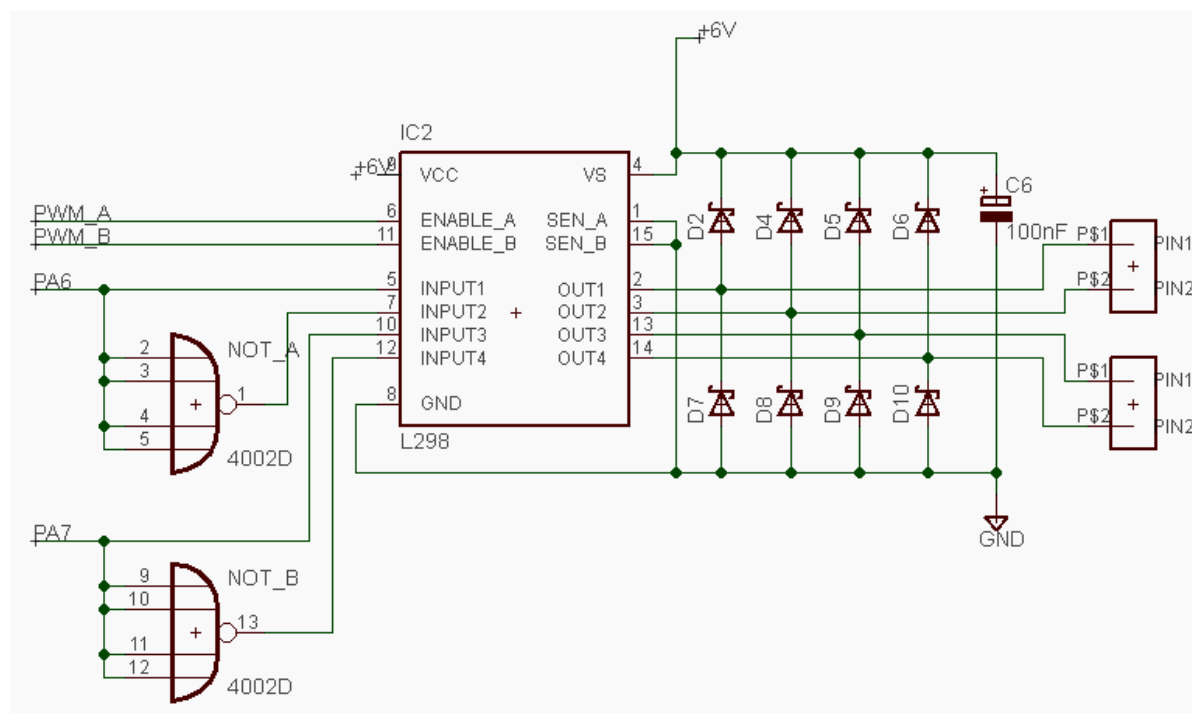 +6V
IC2
+6V
9
VCC
VS
4
PWM_A
6
ENABLE_A
SEN_A
1
PWM_B
11
ENABLE_B
SEN_B
15
PA6
5
INPUT1
OUT1
2
7
INPUT2
OUT2
3
10
INPUT3
OUT3
13
12
INPUT4
OUT4
14
8
GND
L298
D2
D4
D5
D6
C6
100nF
P$1
PIN1
P$2
PIN2
P$1
PIN1
P$2
PIN2
D7
D8
D9
D10
GND
2
3
4
5
NOT_A
1
4002D
PA7
9
10
11
12
NOT_B
13
4002D